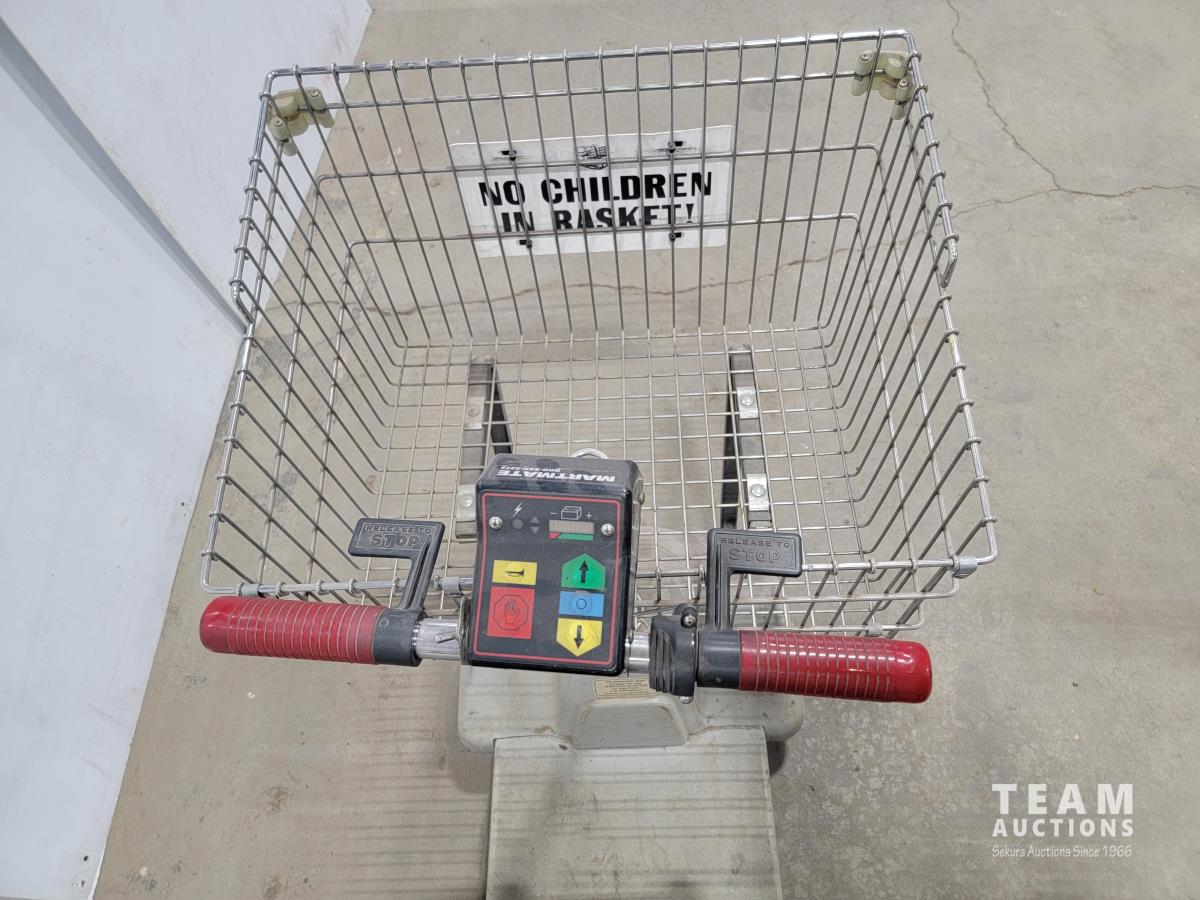 NO CHILDREN
IN BASKET!
MARTMATE
RELEASE TO
STOP
RELEASE TO
STOP
- +
TEAM
AUCTIONS
Sekura Auctions Since 1966